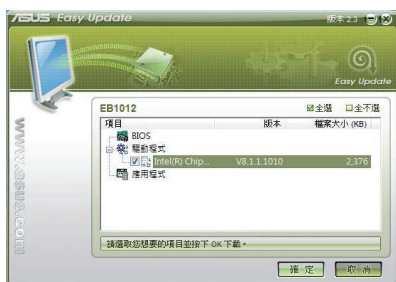 ASUS Easy Update
版本 2.3
Easy Update
EB1012
全選 全不選
項目 版本 檔案大小 (KB)
BIOS
驅動程式
Intel(R) Chip... V8.1.1.1010 2,376
應用程式
請選取您想要的項目並按下 OK 下載。
確 定 取 消
www.asus.com